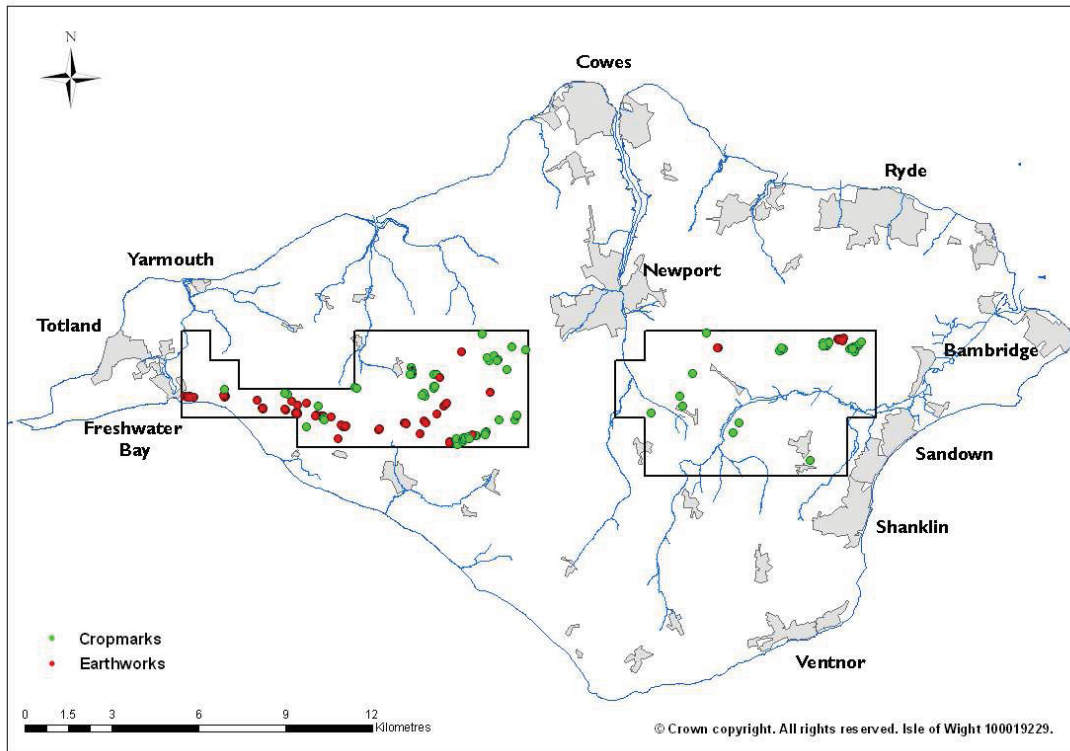 N
Cowes
Ryde
Yarmouth
Newport
Totland
Bambridge
Freshwater
Bay
Sandown
Shanklin
Cropmarks
Earthworks
Ventnor
0 1.5 3 6 9 12
Kilometres
© Crown copyright. All rights reserved. Isle of Wight 100019229.